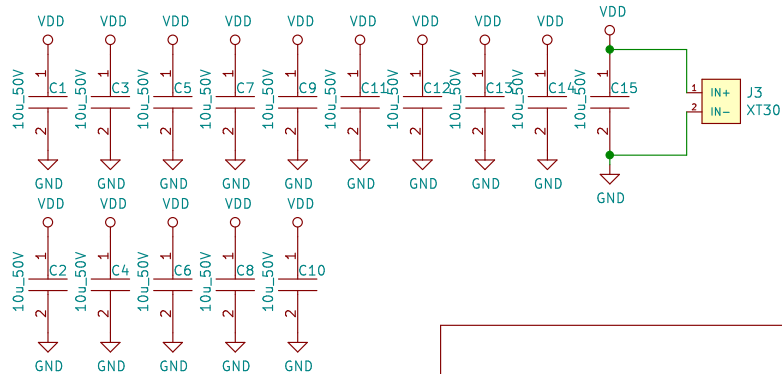 VDD VDD VDD VDD VDD VDD VDD VDD VDD VDD
1 1 1 1 1 1 1 1 1 1
10u_50V 10u_50V 10u_50V 10u_50V 10u_50V 10u_50V 10u_50V 10u_50V 10u_50V 10u_50V
C1 C3 C5 C7 C9 C11 C12 C13 C14 C15
2 2 2 2 2 2 2 2 2 2
GND GND GND GND GND GND GND GND GND GND
1 IN+ J3
2 IN- XT30
VDD VDD VDD VDD VDD
1 1 1 1 1
10u_50V 10u_50V 10u_50V 10u_50V 10u_50V
C2 C4 C6 C8 C10
2 2 2 2 2
GND GND GND GND GND